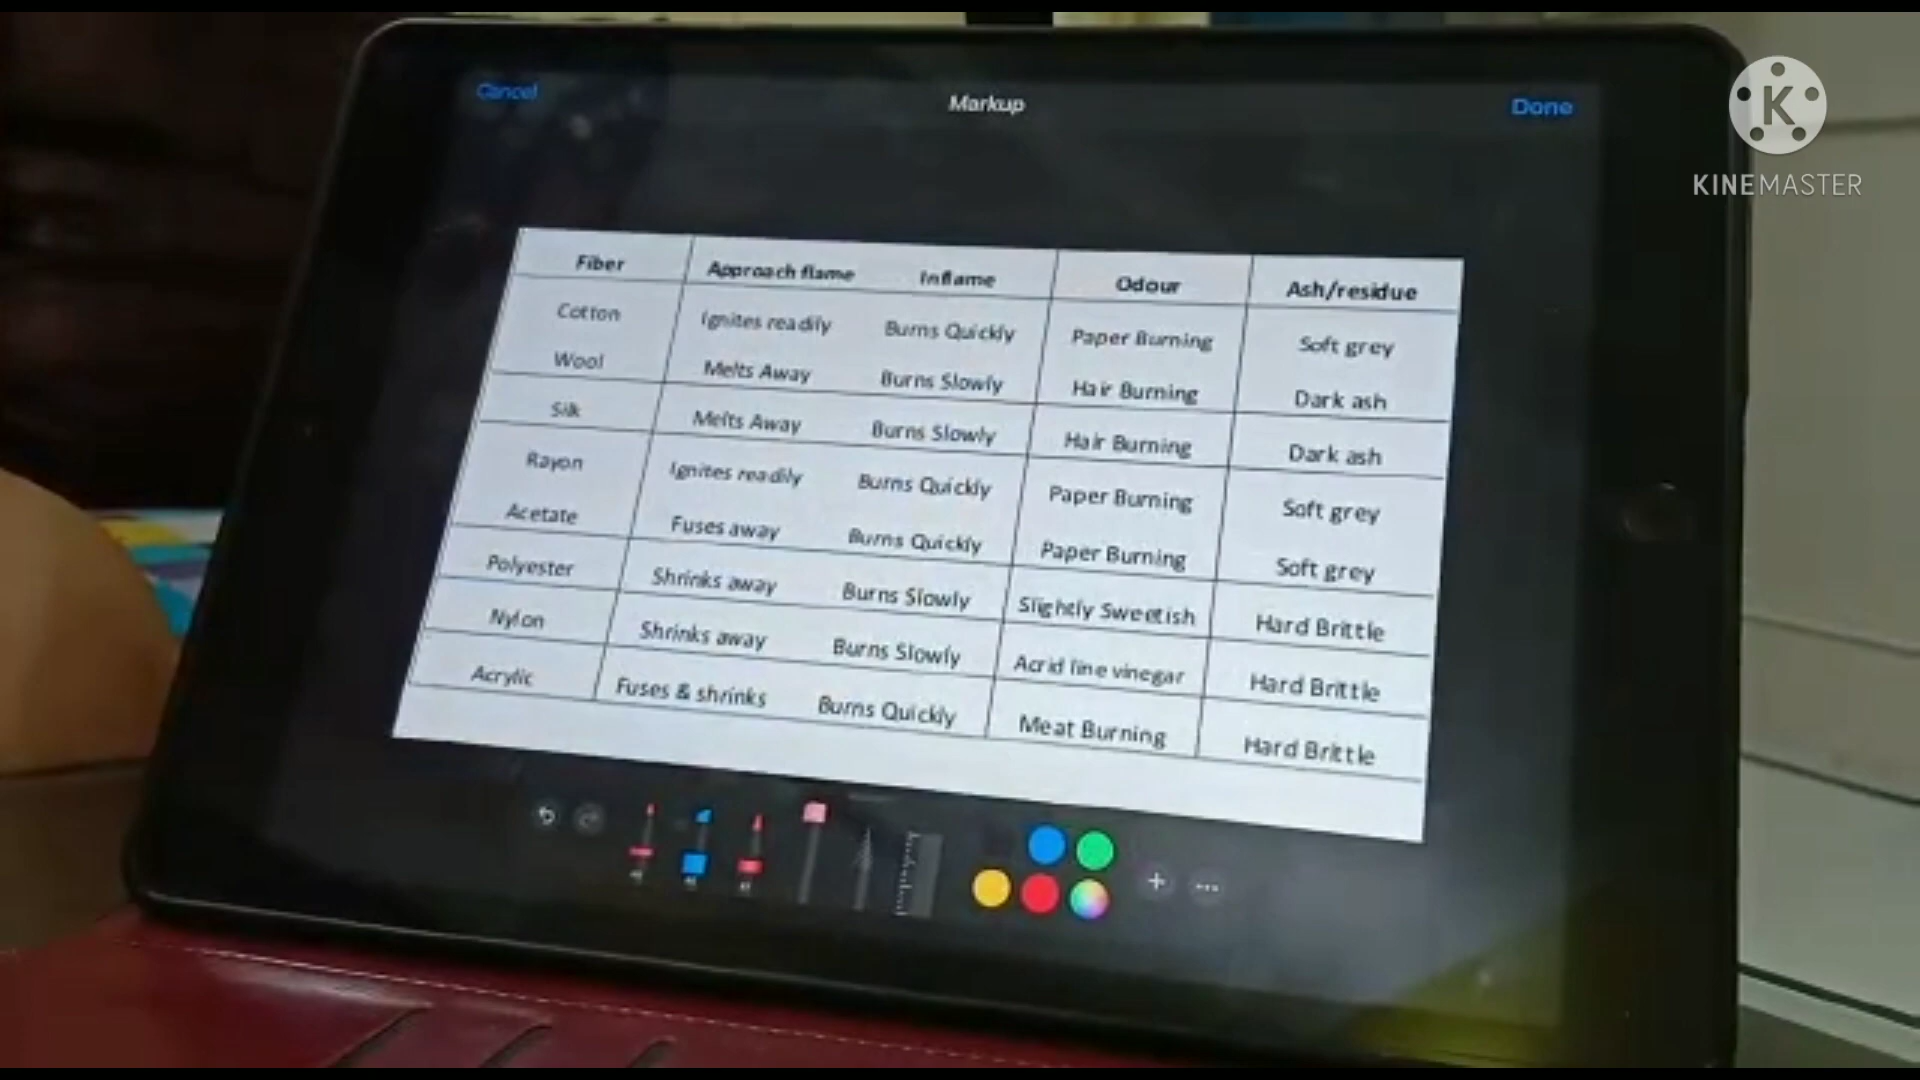 Cancel Markup Done
KINEMASTER
Fiber Approach flame Inflame Odour Ash/residue
Cotton Ignites readily Burns Quickly Paper Burning Soft grey
Wool Melts Away Burns Slowly Hair Burning Dark ash
Silk Melts Away Burns Slowly Hair Burning Dark ash
Rayon Ignites readily Burns Quickly Paper Burning Soft grey
Acetate Fuses away Burns Quickly Paper Burning Soft grey
Polyester Shrinks away Burns Slowly Slightly Sweetish Hard Brittle
Nylon Shrinks away Burns Slowly Acrid line vinegar Hard Brittle
Acrylic Fuses & shrinks Burns Quickly Meat Burning Hard Brittle